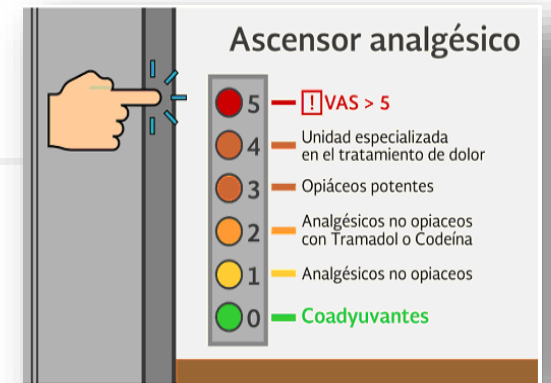 Ascensor analgésico
5 ! VAS > 5
4 Unidad especializada
en el tratamiento de dolor
3 Opiáceos potentes
2 Analgésicos no opiaceos
con Tramadol o Codeína
1 Analgésicos no opiaceos
0 Coadyuvantes